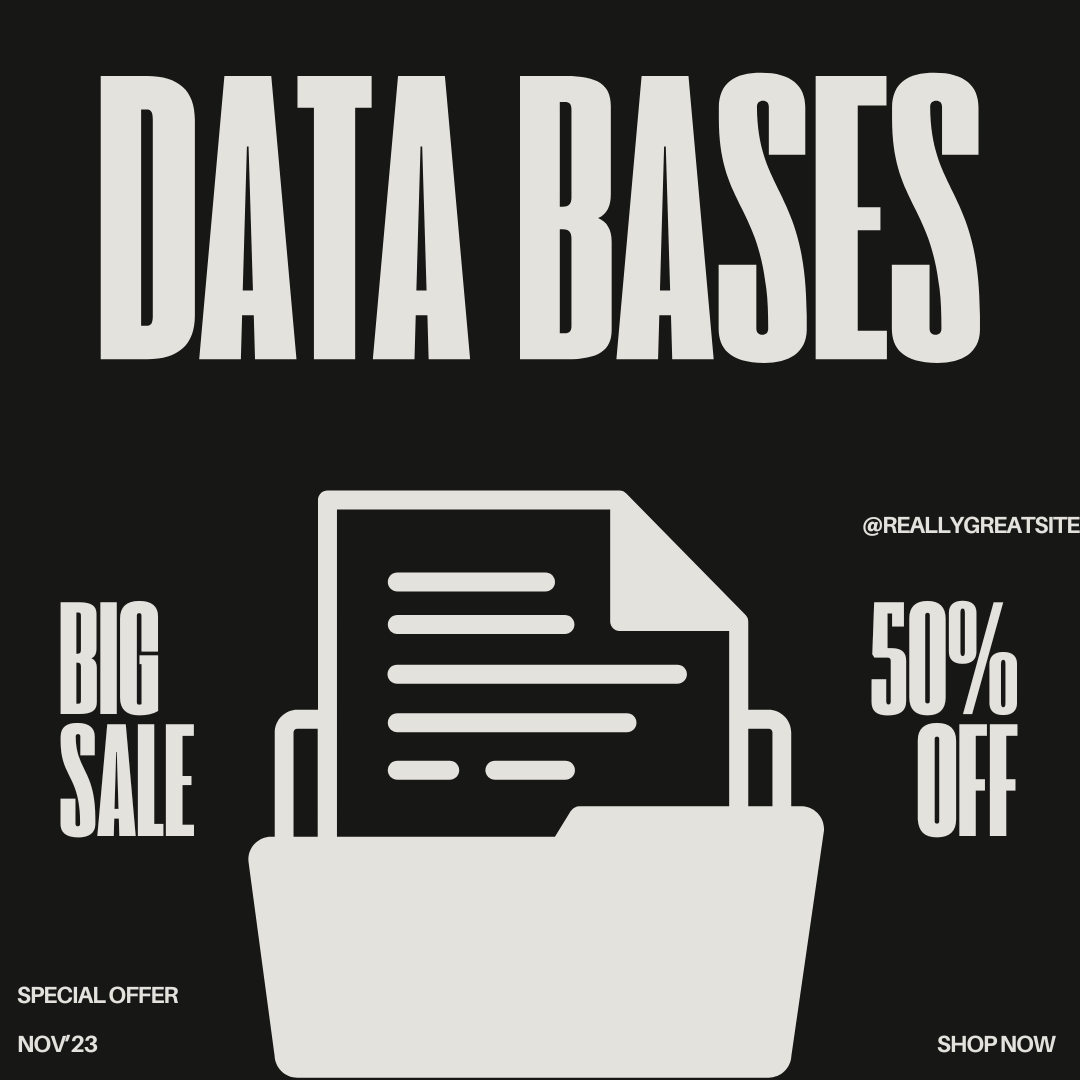 DATA BASES
@REALLYGREATSITE
BIG
SALE
50%
OFF
SPECIAL OFFER
NOV'23
SHOP NOW